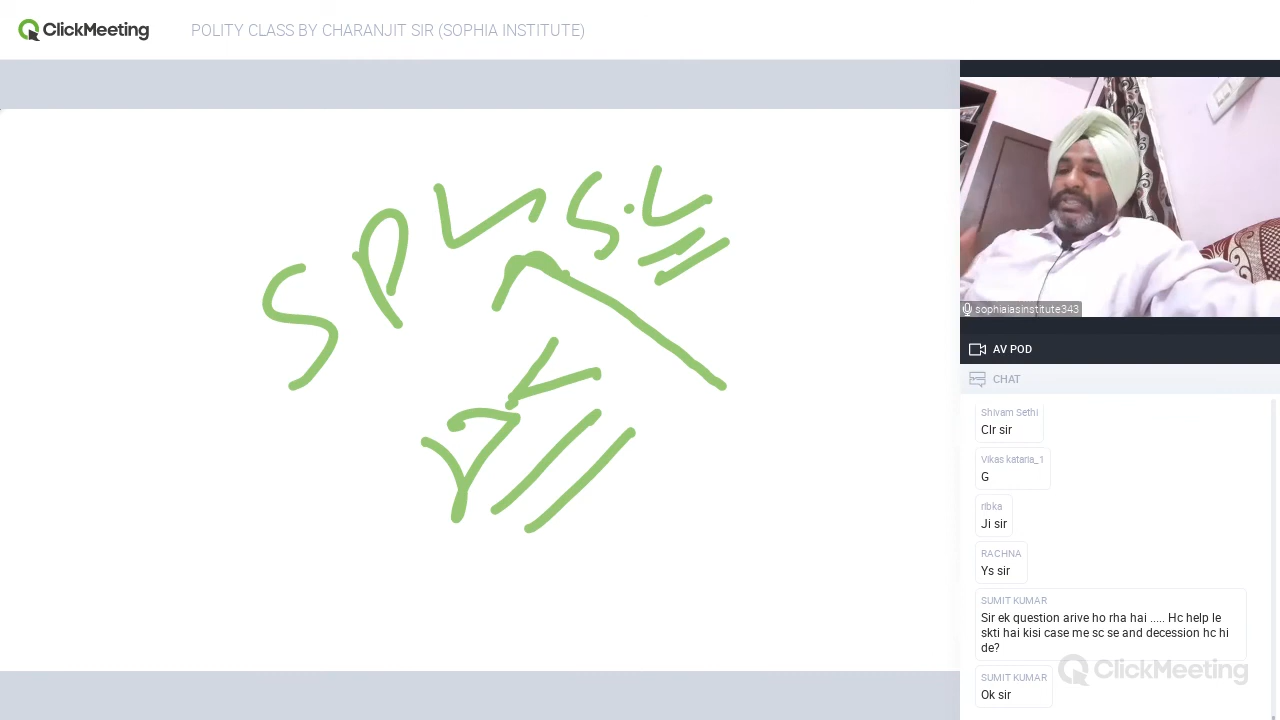 ClickMeeting
POLITY CLASS BY CHARANJIT SIR (SOPHIA INSTITUTE)
sophiaiasinstitute343
AV POD
CHAT
Shivam Sethi
Clr sir
Vikas kataria_1
G
ribka
Ji sir
RACHNA
Ys sir
SUMIT KUMAR
Sir ek question arive ho rha hai ..... Hc help le
skti hai kisi case me sc se and decession hc hi
de?
SUMIT KUMAR
Ok sir
ClickMeeting